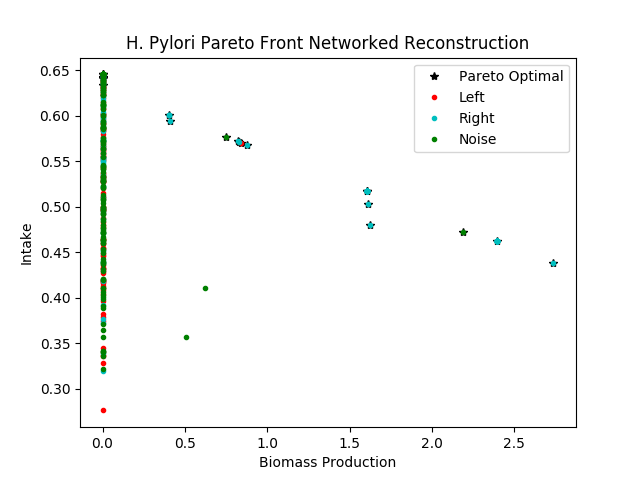 H. Pylori Pareto Front Networked Reconstruction
Pareto Optimal
Left
Right
Noise
0.65
0.60
0.55
0.50
0.45
0.40
0.35
0.30
Intake
0.0
0.5
1.0
1.5
2.0
2.5
Biomass Production